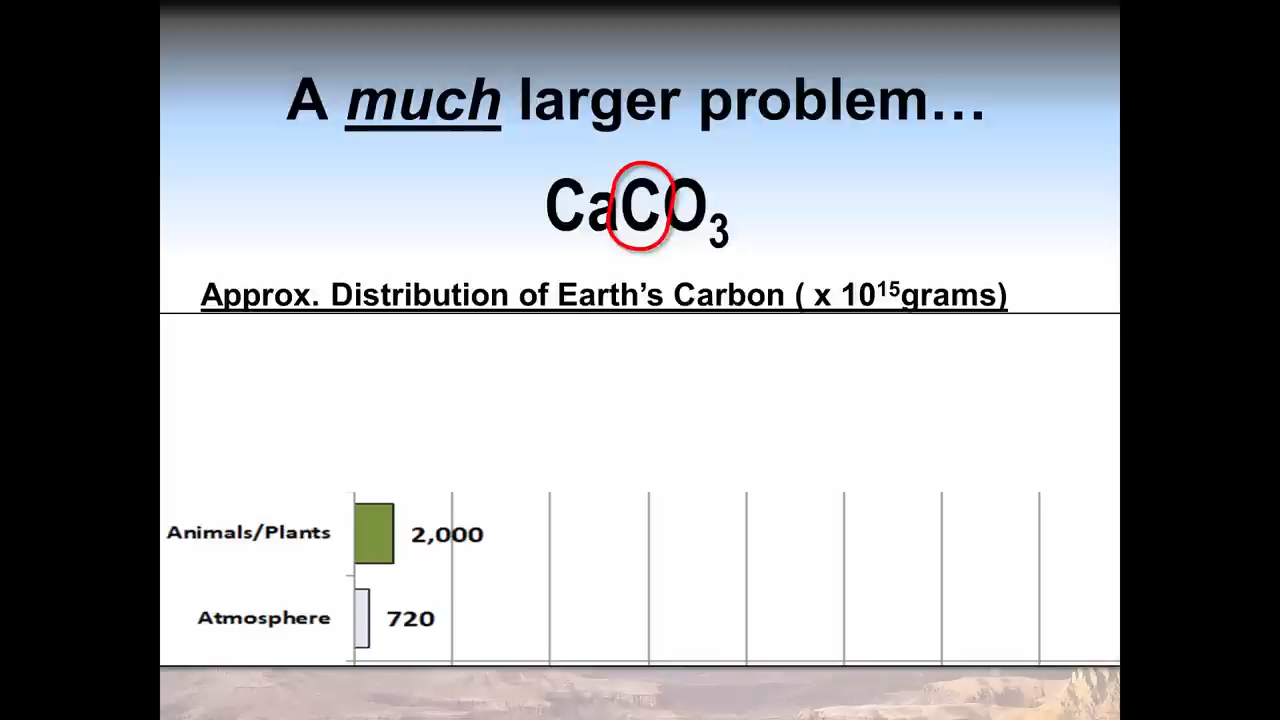 A much larger problem…
CaCO₃
Approx. Distribution of Earth’s Carbon ( x 10¹⁵grams)
Animals/Plants 2,000
Atmosphere 720